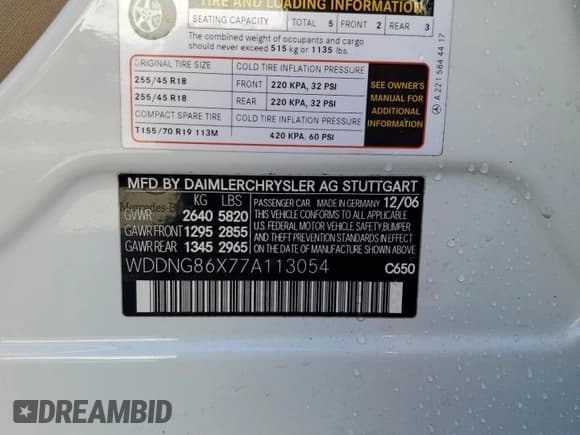 TIRE AND LOADING INFORMATION
SEATING CAPACITY TOTAL 5 FRONT 2 REAR 3
The combined weight of occupants and cargo
should never exceed 515 kg or 1135 lbs.
ORIGINAL TIRE SIZE COLD TIRE INFLATION PRESSURE
255/45 R18 FRONT 220 KPA, 32 PSI
255/45 R18 REAR 220 KPA, 32 PSI
COMPACT SPARE TIRE COLD TIRE INFLATION PRESSURE
T155/70 R19 113M 420 KPA. 60 PSI
SEE OWNER'S
MANUAL FOR
ADDITIONAL
INFORMATION
A 221 584 44 17
MFD BY DAIMLERCHRYSLER AG STUTTGART
KG LBS
Mercedes-B
GVWR 2640 5820
GAWR FRONT 1295 2855
GAWR REAR 1345 2965
PASSENGER CAR MADE IN GERMANY 12/06
THIS VEHICLE CONFORMS TO ALL APPLICABLE
U.S. FEDERAL MOTOR VEHICLE SAFETY,BUMPER,
AND THEFT PREVENTION STANDARDS IN EFFECT
ON THE DATE OF MANUFACTURE SHOWN ABOVE.
WDDNG86X77A113054 C650
DREAMBID